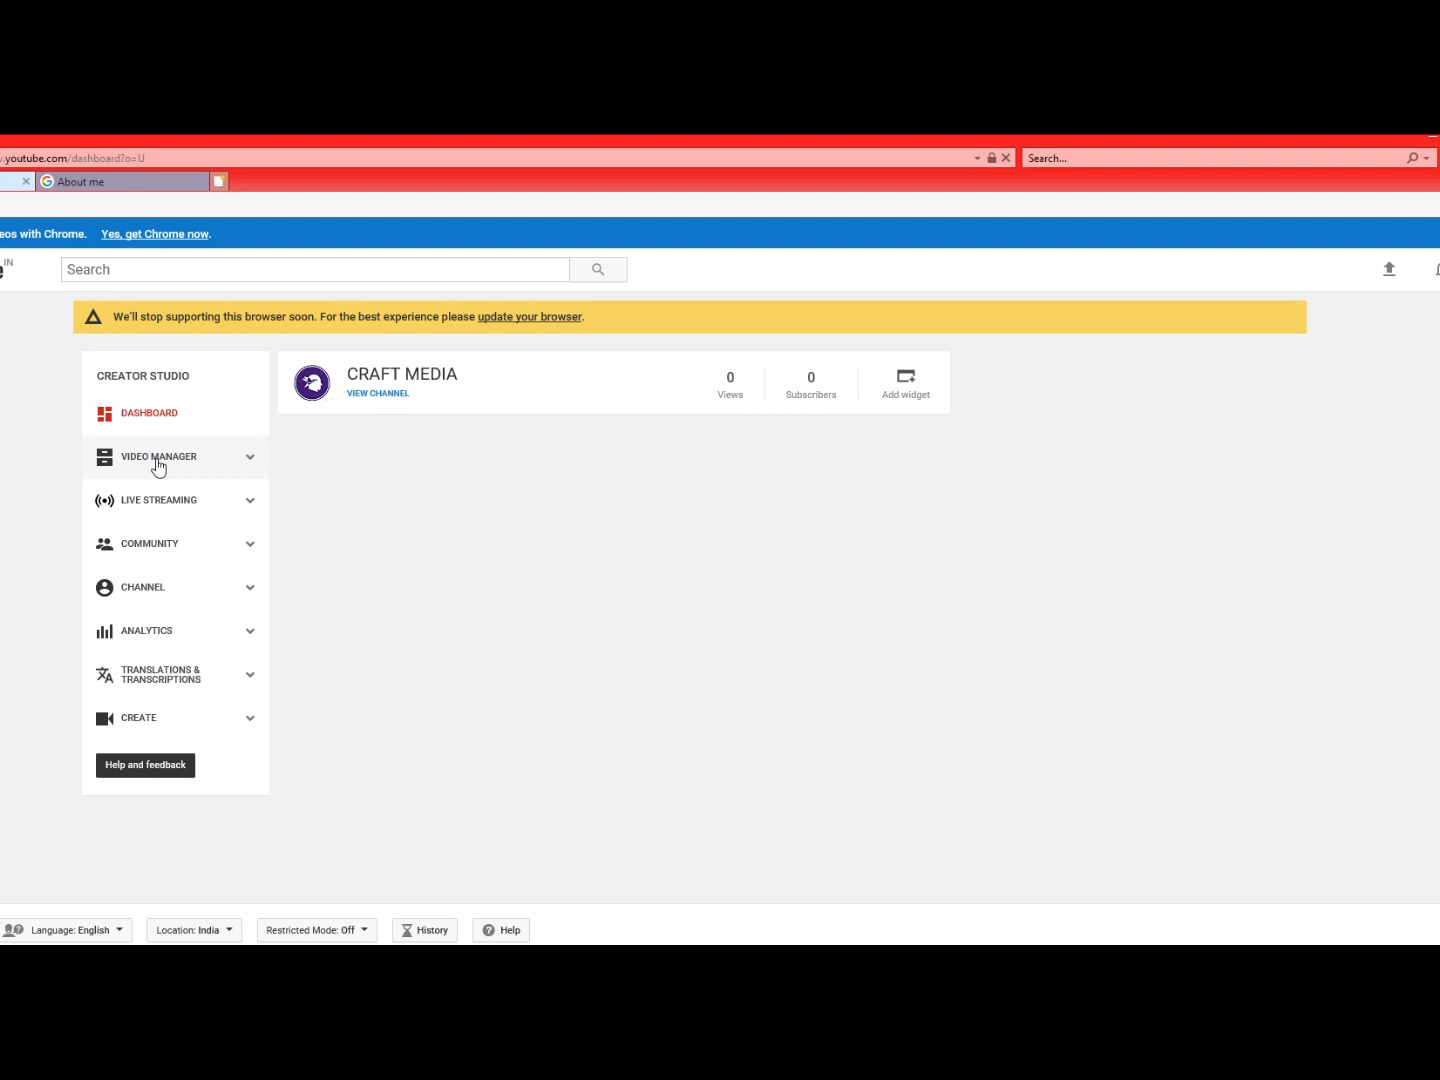 .youtube.com/dashboard?o=U
Search...
About me
eos with Chrome. Yes, get Chrome now.
e IN
Search
We'll stop supporting this browser soon. For the best experience please update your browser.
CREATOR STUDIO
DASHBOARD
VIDEO MANAGER
LIVE STREAMING
COMMUNITY
CHANNEL
ANALYTICS
TRANSLATIONS &
TRANSCRIPTIONS
CREATE
Help and feedback
CRAFT MEDIA
VIEW CHANNEL
0
Views
0
Subscribers
Add widget
Language: English
Location: India
Restricted Mode: Off
History
Help